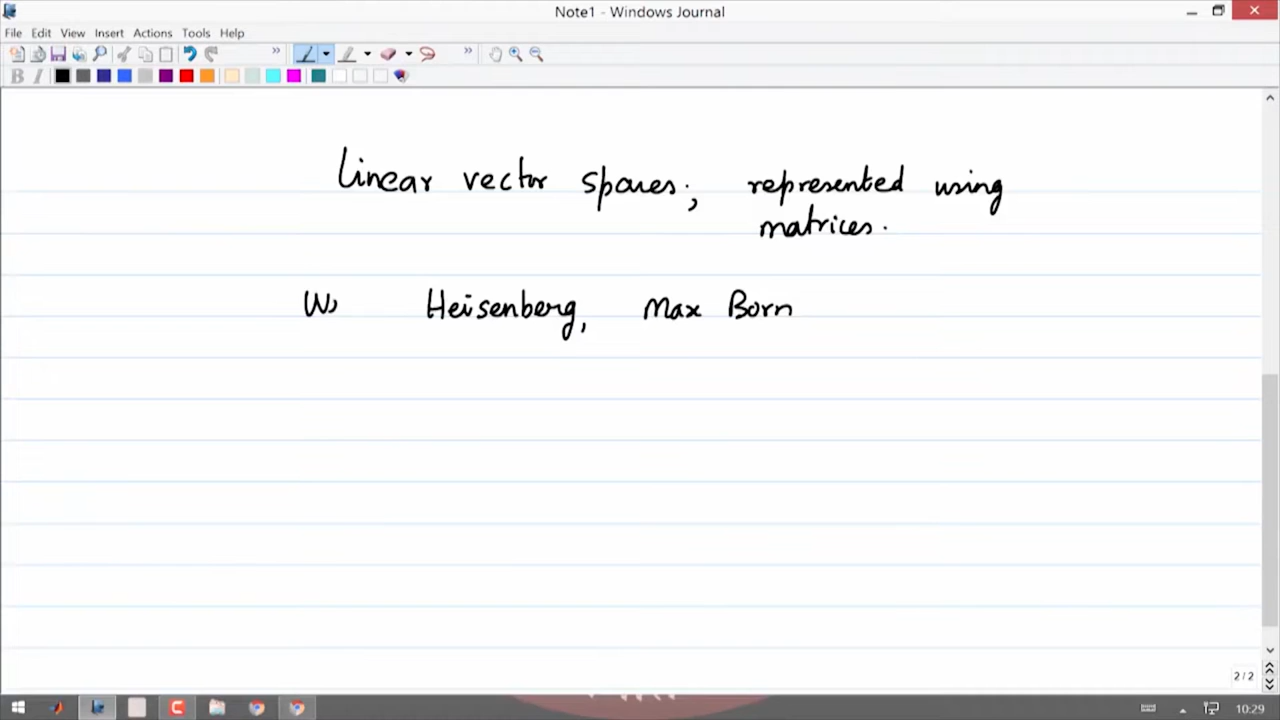 Note1 - Windows Journal
File Edit View Insert Actions Tools Help
B I
Linear vector spaces; represented using
matrices.
W Heisenberg, Max Born
2/2
10:29